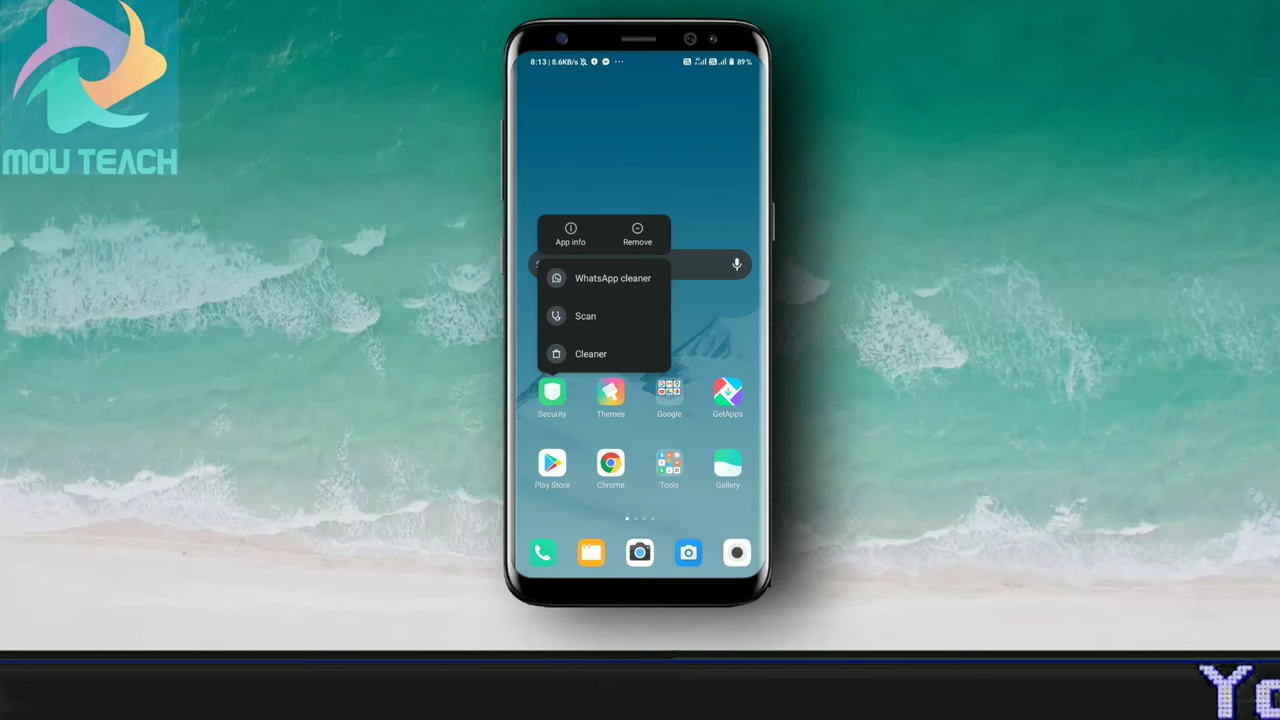 MOU TEACH
8:13 | 8.6KB/s
89%
App info
Remove
WhatsApp cleaner
Scan
Cleaner
Security
Themes
Google
GetApps
Play Store
Chrome
Tools
Gallery